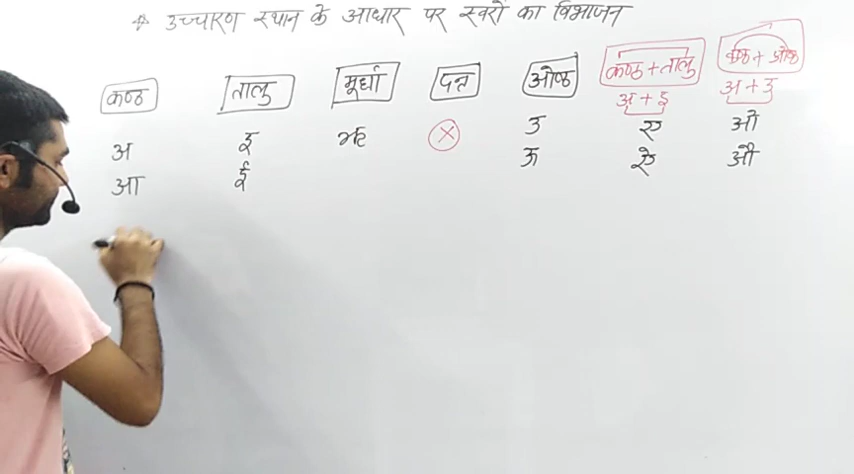 * उच्चारण स्थान के आधार पर स्वरों का विभाजन
कण्ठ तालु मूर्धा दन्त ओष्ठ कण्ठ + तालु कण्ठ + ओष्ठ
अ + इ अ + उ
अ इ ऋ × उ ए ओ
आ ई ऊ ऐ औ